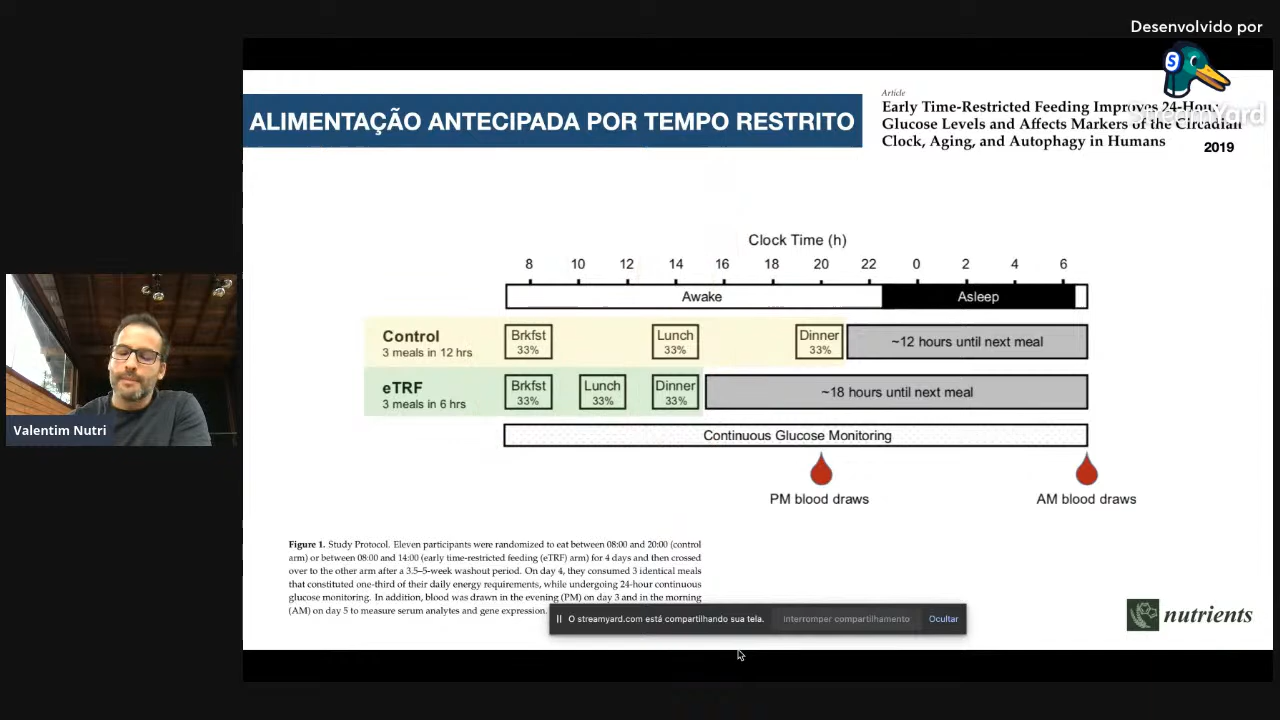 Desenvolvido por
S
StreamYard
ALIMENTAÇÃO ANTECIPADA POR TEMPO RESTRITO
Article
Early Time-Restricted Feeding Improves 24-Hour
Glucose Levels and Affects Markers of the Circadian
Clock, Aging, and Autophagy in Humans
2019
Clock Time (h)
8 10 12 14 16 18 20 22 0 2 4 6
Awake Asleep
Control
3 meals in 12 hrs
Brkfst
33%
Lunch
33%
Dinner
33%
~12 hours until next meal
eTRF
3 meals in 6 hrs
Brkfst
33%
Lunch
33%
Dinner
33%
~18 hours until next meal
Continuous Glucose Monitoring
PM blood draws
AM blood draws
Valentim Nutri
Figure 1. Study Protocol. Eleven participants were randomized to eat between 08:00 and 20:00 (control
arm) or between 08:00 and 14:00 (early time-restricted feeding (eTRF) arm) for 4 days and then crossed
over to the other arm after a 3.5–5-week washout period. On day 4, they consumed 3 identical meals
that constituted one-third of their daily energy requirements, while undergoing 24-hour continuous
glucose monitoring. In addition, blood was drawn in the evening (PM) on day 3 and in the morning
(AM) on day 5 to measure serum analytes and gene expression.
O streamyard.com está compartilhando sua tela. Interromper compartilhamento Ocultar
nutrients